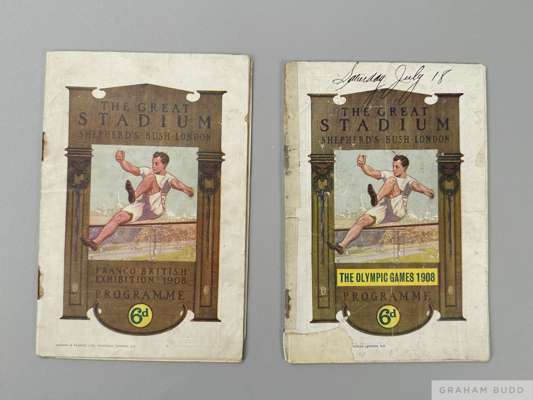 THE GREAT
STADIUM
SHEPHERD'S BUSH · LONDON
FRANCO BRITISH
EXHIBITION 1908
PROGRAMME
6d
Saturday July 18
THE GREAT
STADIUM
SHEPHERD'S BUSH · LONDON
THE OLYMPIC GAMES 1908
PROGRAMME
6d
GRAHAM BUDD